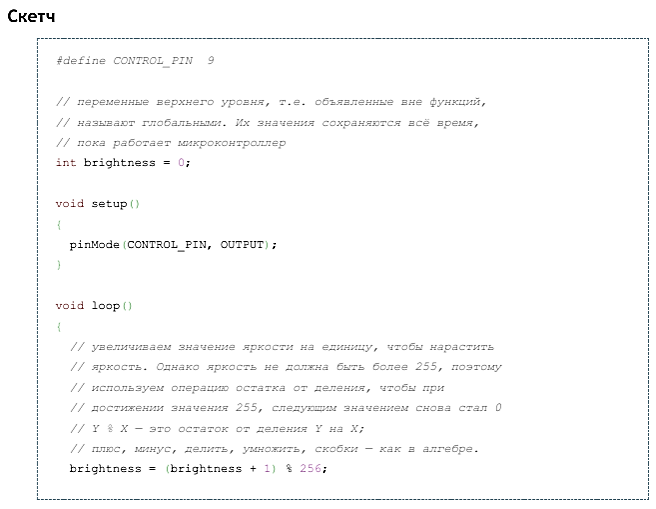 Скетч
#define CONTROL_PIN  9
// переменные верхнего уровня, т.е. объявленные вне функций,
// называют глобальными. Их значения сохраняются всё время,
// пока работает микроконтроллер
int brightness = 0;
void setup()
{
  pinMode(CONTROL_PIN, OUTPUT);
}
void loop()
{
  // увеличиваем значение яркости на единицу, чтобы нарастить
  // яркость. Однако яркость не должна быть более 255, поэтому
  // используем операцию остатка от деления, чтобы при
  // достижении значения 255, следующим значением снова стал 0
  // Y % X — это остаток от деления Y на X;
  // плюс, минус, делить, умножить, скобки — как в алгебре.
  brightness = (brightness + 1) % 256;